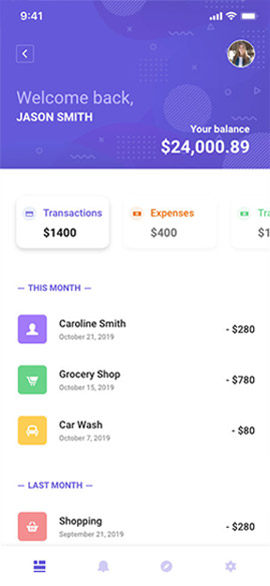 9:41
Welcome back,
JASON SMITH
Your balance
$24,000.89
Transactions
$1400
Expenses
$400
Tra
$1
— THIS MONTH —
Caroline Smith
October 21, 2019
- $280
Grocery Shop
October 15, 2019
- $780
Car Wash
October 7, 2019
- $80
— LAST MONTH —
Shopping
September 21, 2019
- $280